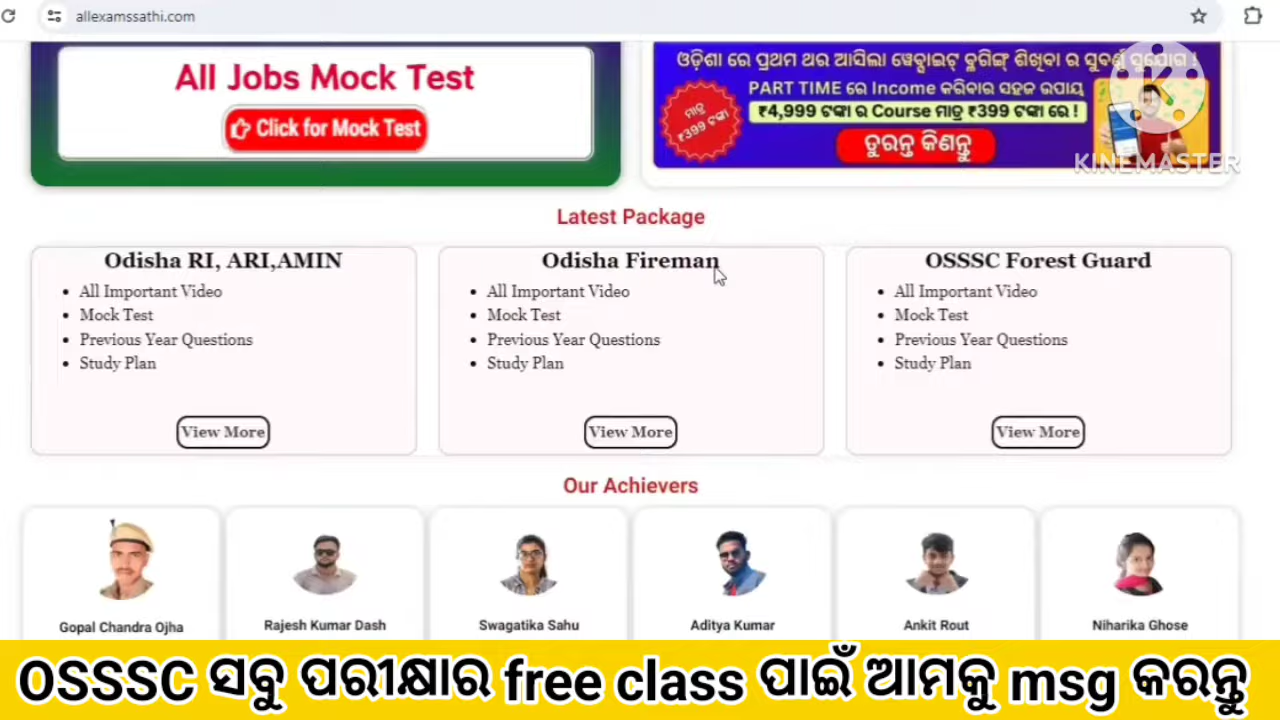 allexamssathi.com
All Jobs Mock Test
Click for Mock Test
ଓଡ଼ିଶା ରେ ପ୍ରଥମ ଥର ଆସିଲା ୱେବ୍ସାଇଟ୍ ବ୍ଲଗିଙ୍ଗ୍ ଶିଖିବା ର ସୁବର୍ଣ୍ଣ ସୁଯୋଗ !
PART TIME ରେ Income କରିବାର ସହଜ ଉପାୟ
₹4,999 ଟଙ୍କା ର Course ମାତ୍ର ₹399 ଟଙ୍କା ରେ !
ମାତ୍ର
₹399 ଟଙ୍କା
ତୁରନ୍ତ କିଣନ୍ତୁ
KINEMASTER
Latest Package
Odisha RI, ARI,AMIN
All Important Video
Mock Test
Previous Year Questions
Study Plan
View More
Odisha Fireman
All Important Video
Mock Test
Previous Year Questions
Study Plan
View More
OSSSC Forest Guard
All Important Video
Mock Test
Previous Year Questions
Study Plan
View More
Our Achievers
Gopal Chandra Ojha
Rajesh Kumar Dash
Swagatika Sahu
Aditya Kumar
Ankit Rout
Niharika Ghose
OSSSC ସବୁ ପରୀକ୍ଷାର free class ପାଇଁ ଆମକୁ msg କରନ୍ତୁ